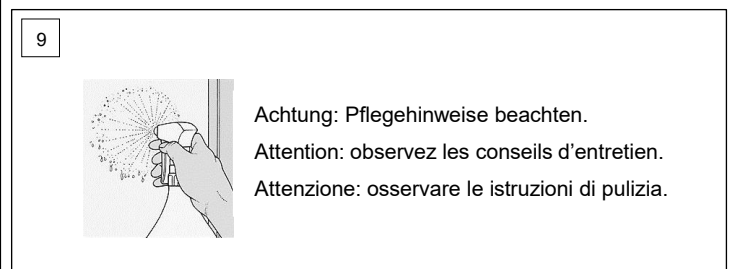 9
Achtung: Pflegehinweise beachten.
Attention: observez les conseils d’entretien.
Attenzione: osservare le istruzioni di pulizia.